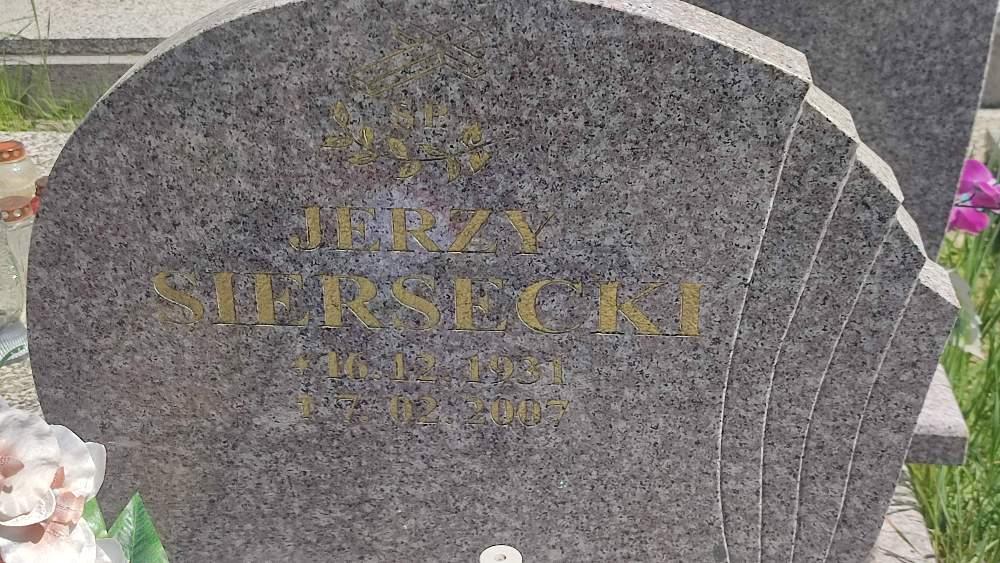 ŚP.
JERZY
SIERSECKI
* 16. 12. 1931
† 7. 02 2007